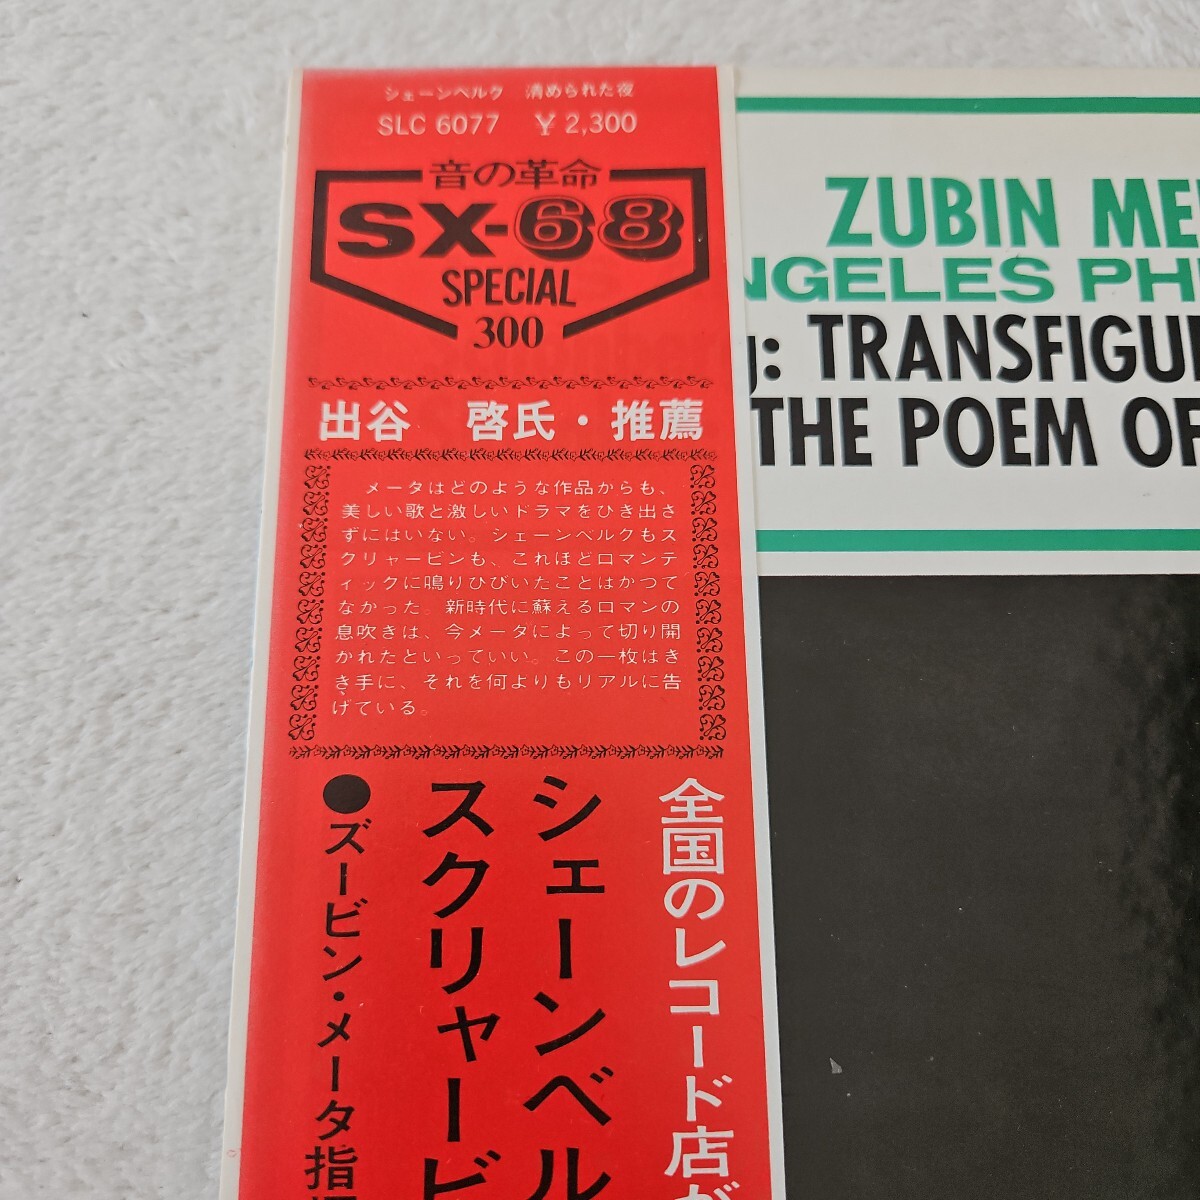 シェーンベルク 清められた夜
SLC 6077 ￥2,300
音の革命
SX-68
SPECIAL
300
出谷 啓氏・推薦
メータはどのような作品からも、
美しい歌と激しいドラマをひき出さ
ずにはいない。シェーンベルクもス
クリャービンも、これほどロマンテ
ィックに鳴りひびいたことはかつて
なかった。新時代に蘇えるロマンの
息吹きは、今メータによって切り開
かれたといっていい。この一枚はき
き手に、それを何よりもリアルに告
げている。
全国のレコード店が
シェーンベル
スクリャービ
●ズービン・メータ指
ZUBIN ME
NGELES PH
: TRANSFIGU
THE POEM OF